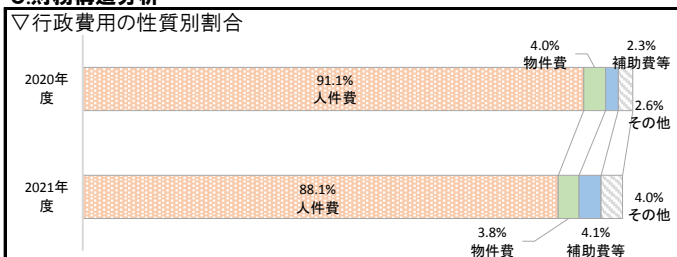 ▽行政費用の性質別割合
4.0%
物件費
2.3%
補助費等
2020年
度
91.1%
人件費
2.6%
その他
2021年
度
88.1%
人件費
4.0%
その他
3.8%
物件費
4.1%
補助費等